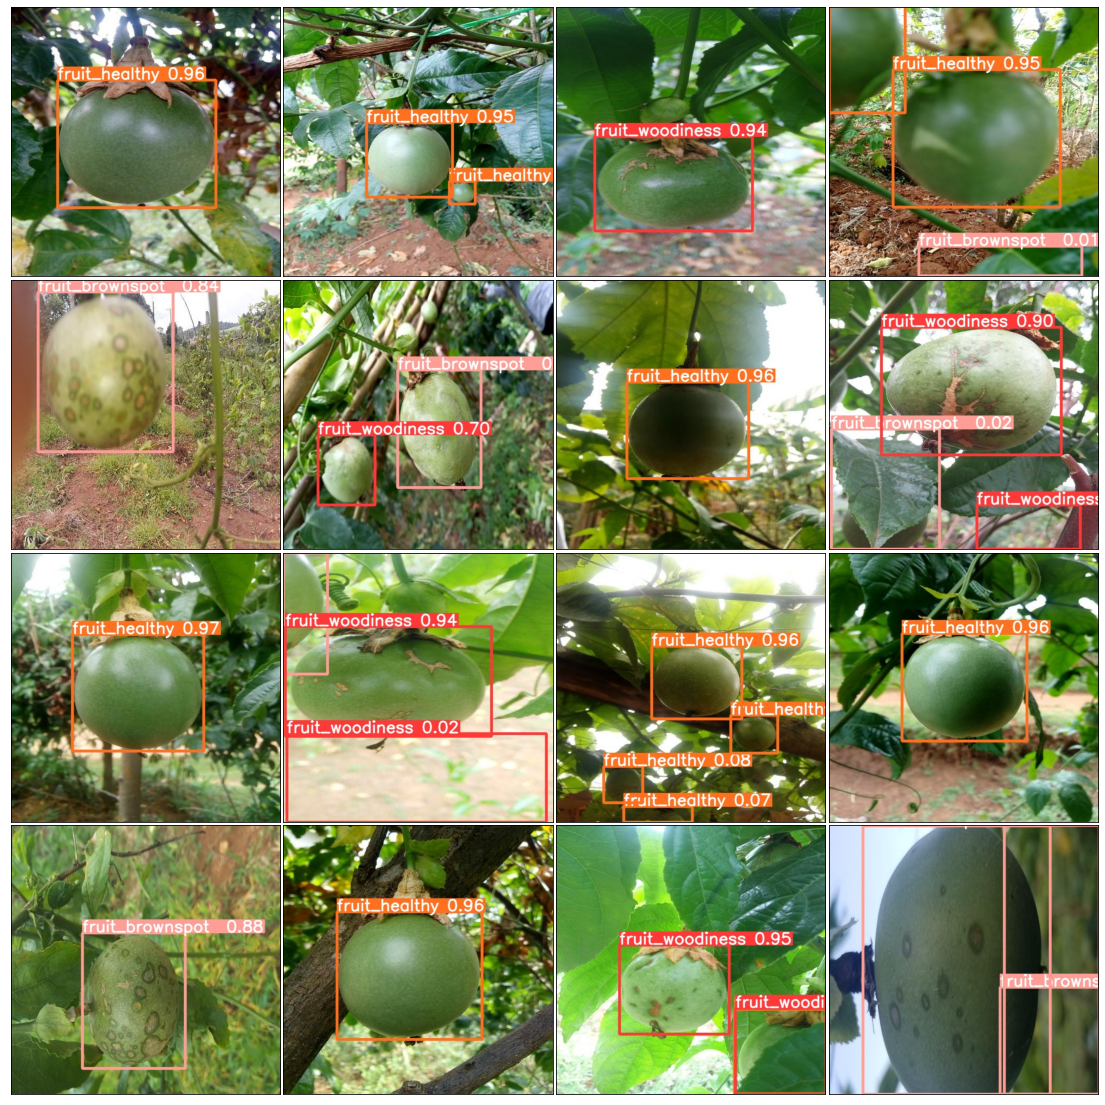 fruit_healthy 0.96
fruit_healthy 0.95
fruit_healthy
fruit_woodiness 0.94
fruit_healthy 0.95
fruit_brownspot 0.01
fruit_brownspot 0.84
fruit_brownspot 0
fruit_woodiness 0.70
fruit_healthy 0.96
fruit_woodiness 0.90
fruit_brownspot 0.02
fruit_woodiness
fruit_healthy 0.97
fruit_woodiness 0.94
fruit_woodiness 0.02
fruit_healthy 0.96
fruit_health
fruit_healthy 0.08
fruit_healthy 0.07
fruit_healthy 0.96
fruit_brownspot 0.88
fruit_healthy 0.96
fruit_woodiness 0.95
fruit_woodi
fruit_browns